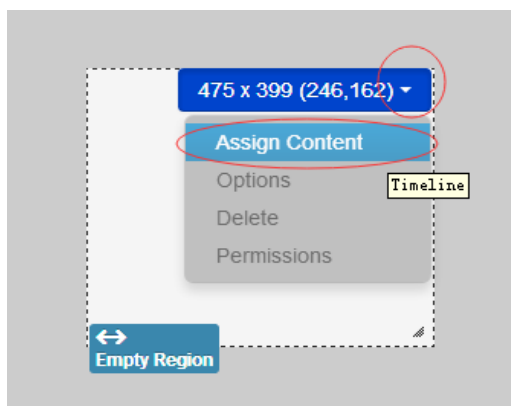 475 x 399 (246,162)
Assign Content
Options
Timeline
Delete
Permissions
Empty Region